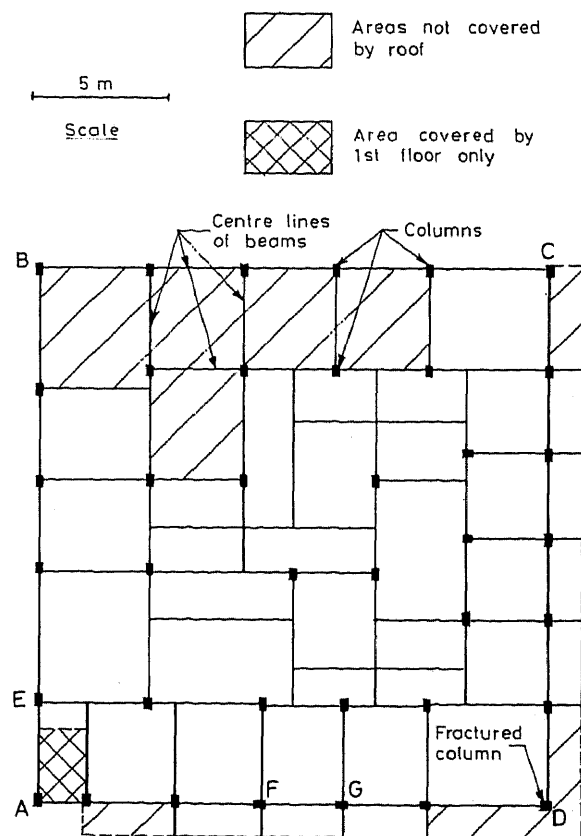 Areas not covered
by roof
5 m
Scale
Area covered by
1st floor only
Centre lines
of beams
Columns
B
C
E
Fractured
column
F
G
A
D